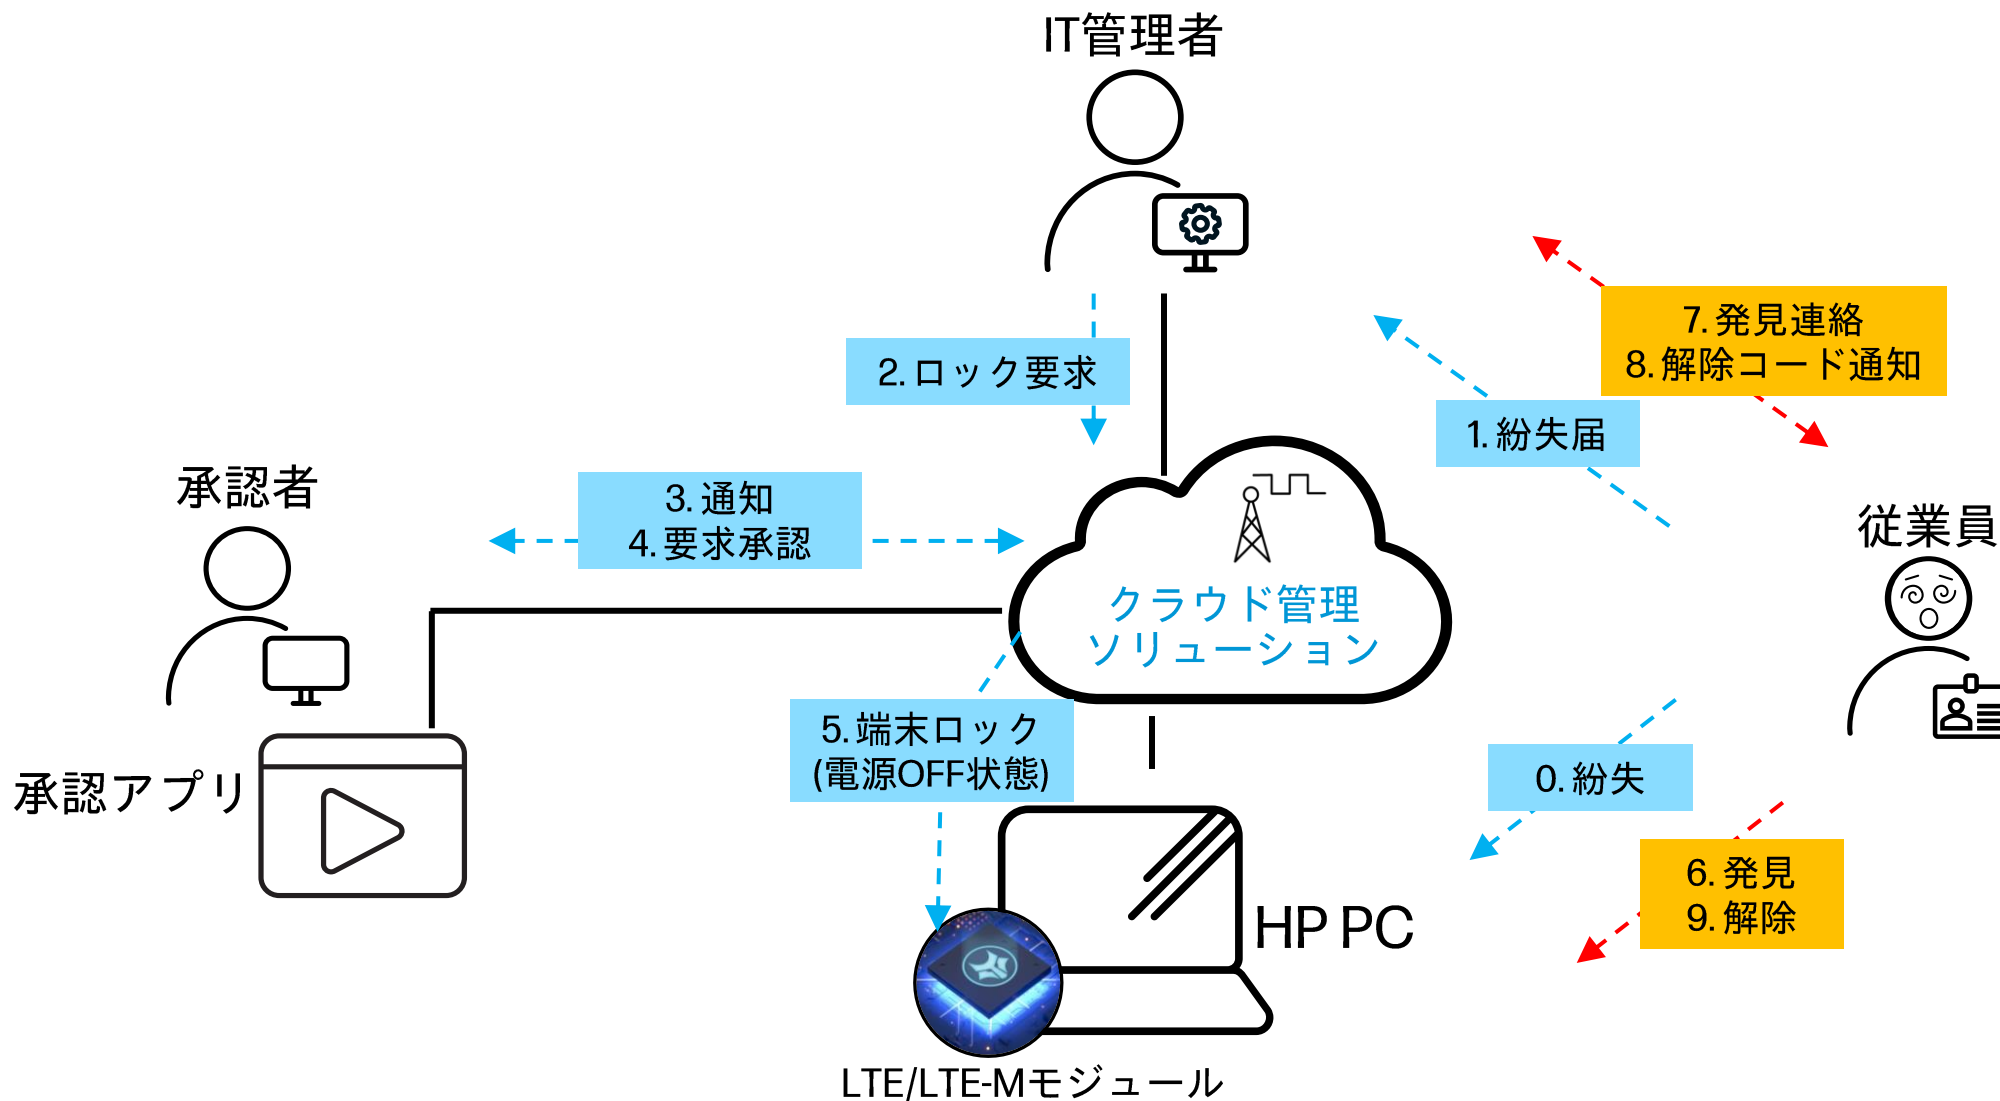 IT管理者
7. 発見連絡
8. 解除コード通知
2. ロック要求
1. 紛失届
承認者
3. 通知
4. 要求承認
従業員
クラウド管理
ソリューション
5. 端末ロック
(電源OFF状態)
0. 紛失
承認アプリ
6. 発見
9. 解除
HP PC
LTE/LTE-Mモジュール